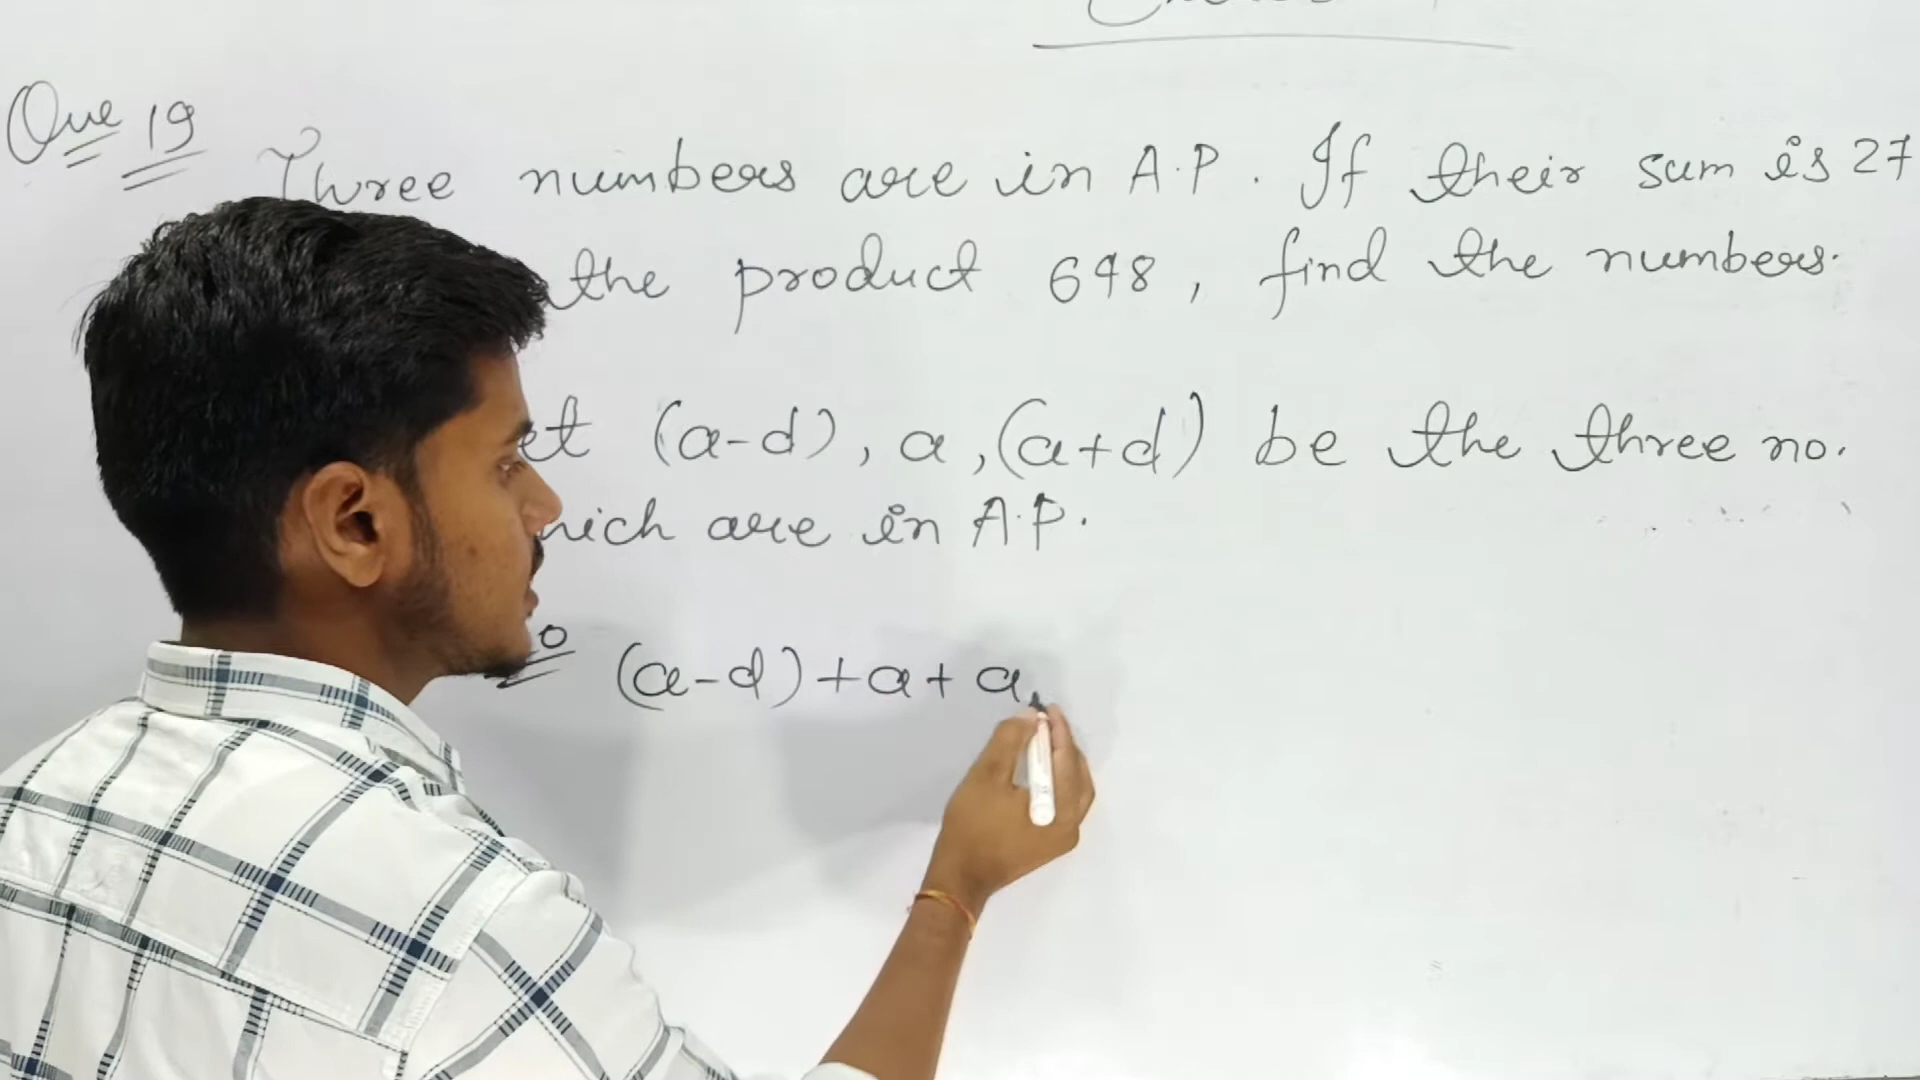 Que 19
Three numbers are in A.P. If their sum is 27
the product 648, find the numbers.
(a-d), a, (a+d) be the three no.
are in A.P.
(a-d)+a+a